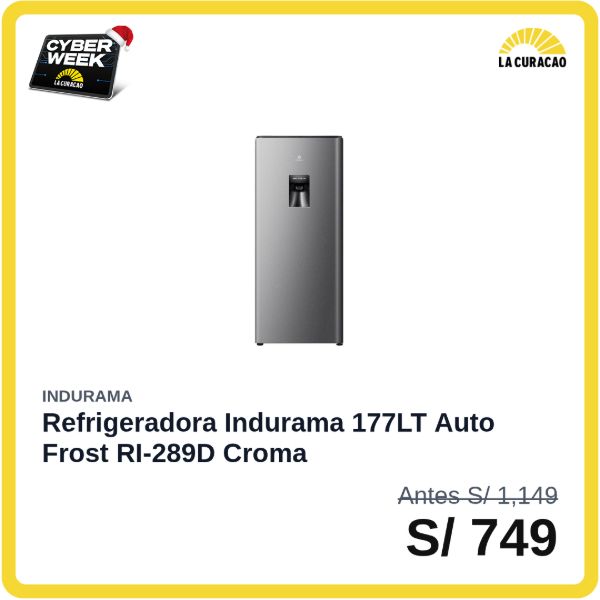 CYBER
WEEK
LA CURACAO
LA CURACAO
INDURAMA
Refrigeradora Indurama 177LT Auto
Frost RI-289D Croma
Antes S/ 1,149
S/ 749